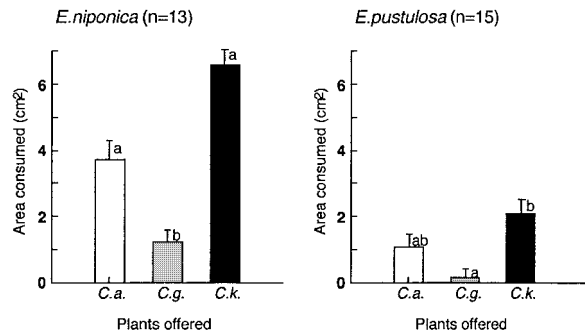 E.niponica (n=13)
Area consumed (cm²)
6
4
2
0
a
b
a
C.a. C.g. C.k.
Plants offered
E.pustulosa (n=15)
Area consumed (cm²)
6
4
2
0
ab
a
b
C.a. C.g. C.k.
Plants offered